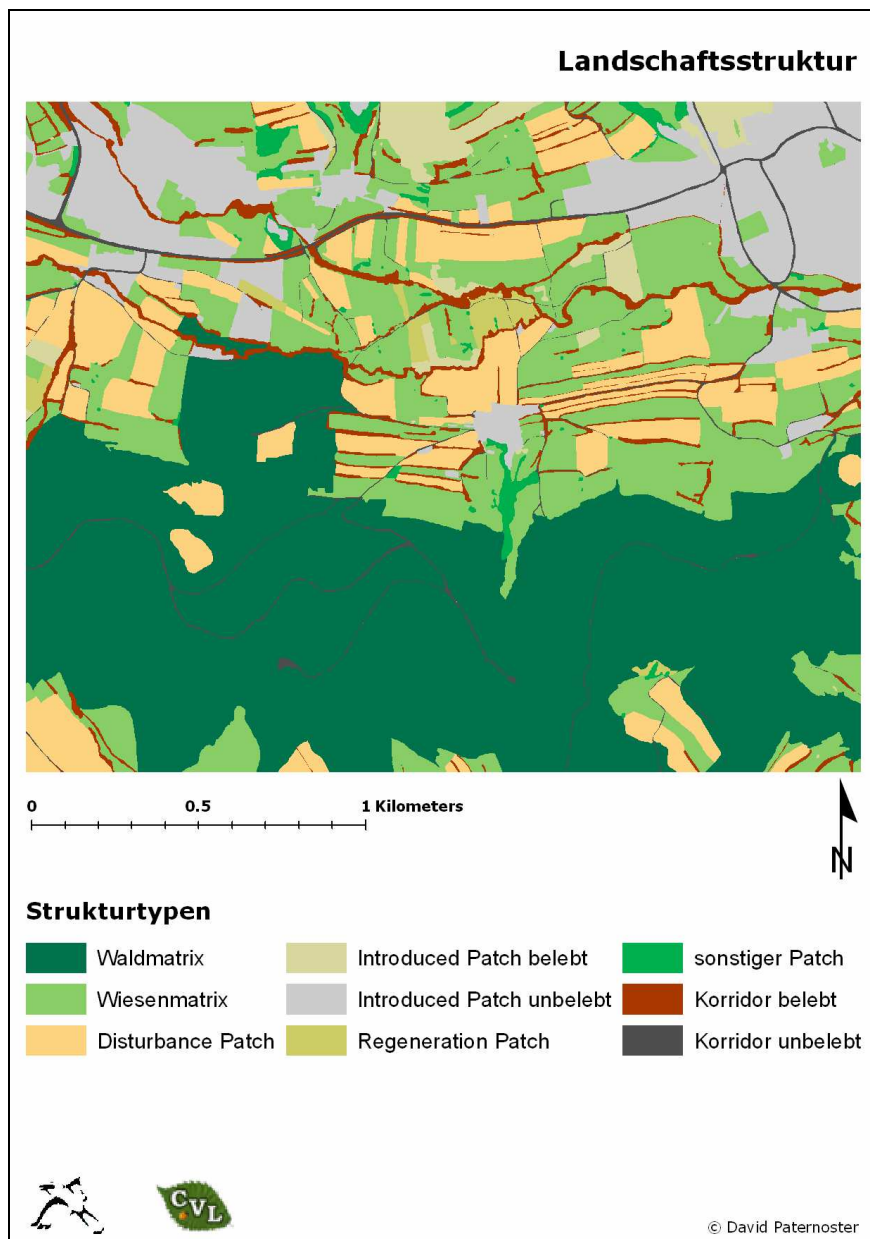 Landschaftsstruktur
0 0.5 1 Kilometers
N
Strukturtypen
Waldmatrix Introduced Patch belebt sonstiger Patch
Wiesenmatrix Introduced Patch unbelebt Korridor belebt
Disturbance Patch Regeneration Patch Korridor unbelebt
CVL
© David Paternoster